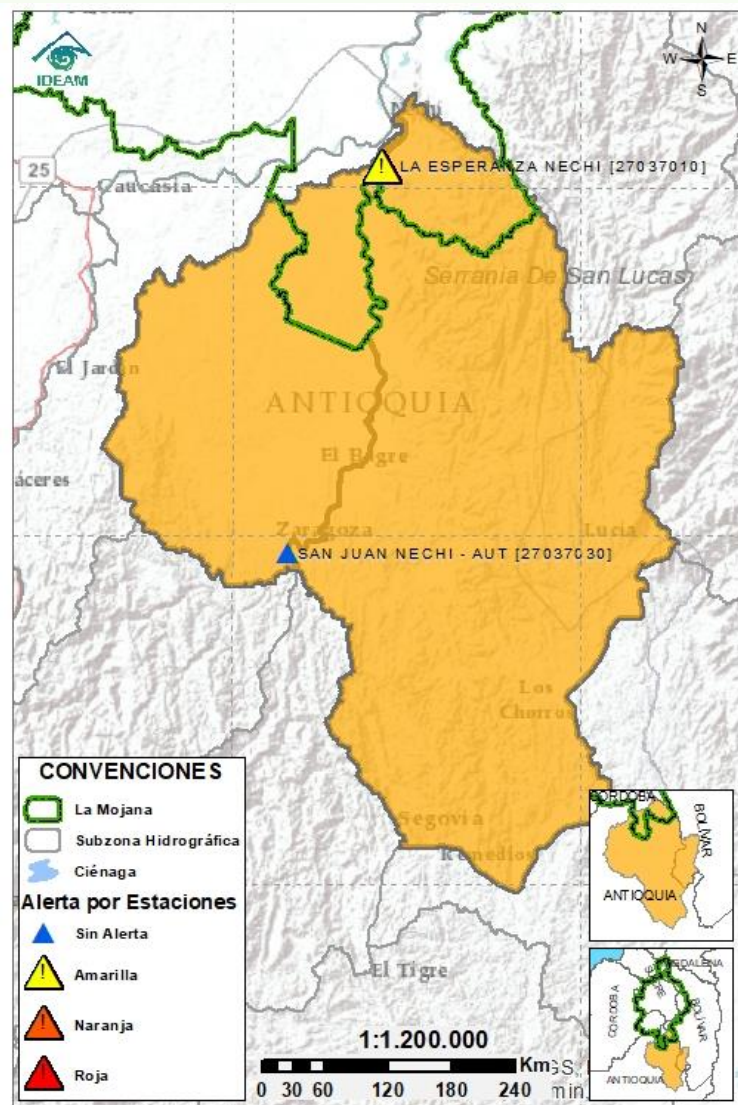 IDEAM
N
W E
S
25
Caucasia
LA ESPERANZA NECHI [27037010]
Serrania De San Lucas
El Jardín
ANTIOQUIA
El Bagre
áceres
Zaragoza
Lucia
SAN JUAN NECHI - AUT [27037030]
Los
Chorros
Segovia
Remedios
El Tigre
CONVENCIONES
La Mojana
Subzona Hidrográfica
Ciénaga
Alerta por Estaciones
Sin Alerta
Amarilla
Naranja
Roja
1:1.200.000
Km
0 30 60 120 180 240
min
CORDOBA
BOLÍVAR
ANTIOQUIA
CORDOBA
BOLIVAR
ANTIOQUIA